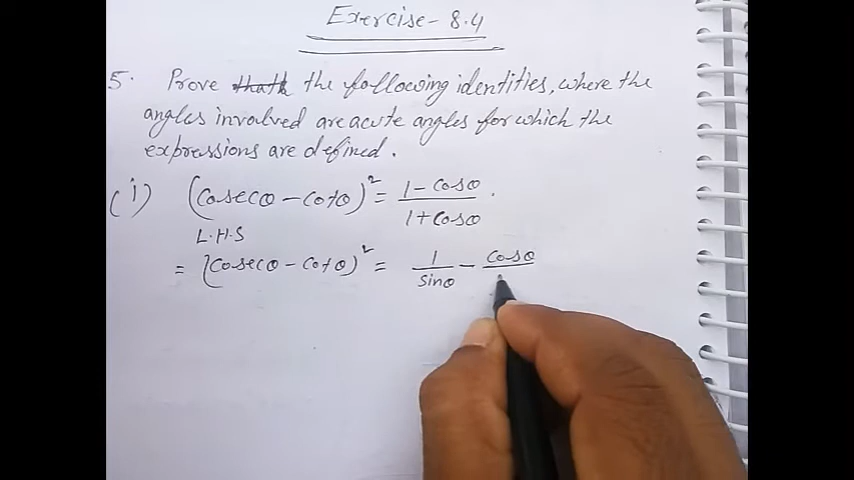 Exercise - 8.4
5. Prove the following identities, where the
angles involved are acute angles for which the
expressions are defined.
(i) (Cosecθ - Cotθ)² = 1 - Cosθ / 1 + Cosθ .
L.H.S
= (Cosecθ - Cotθ)² = 1 / sinθ - Cosθ /